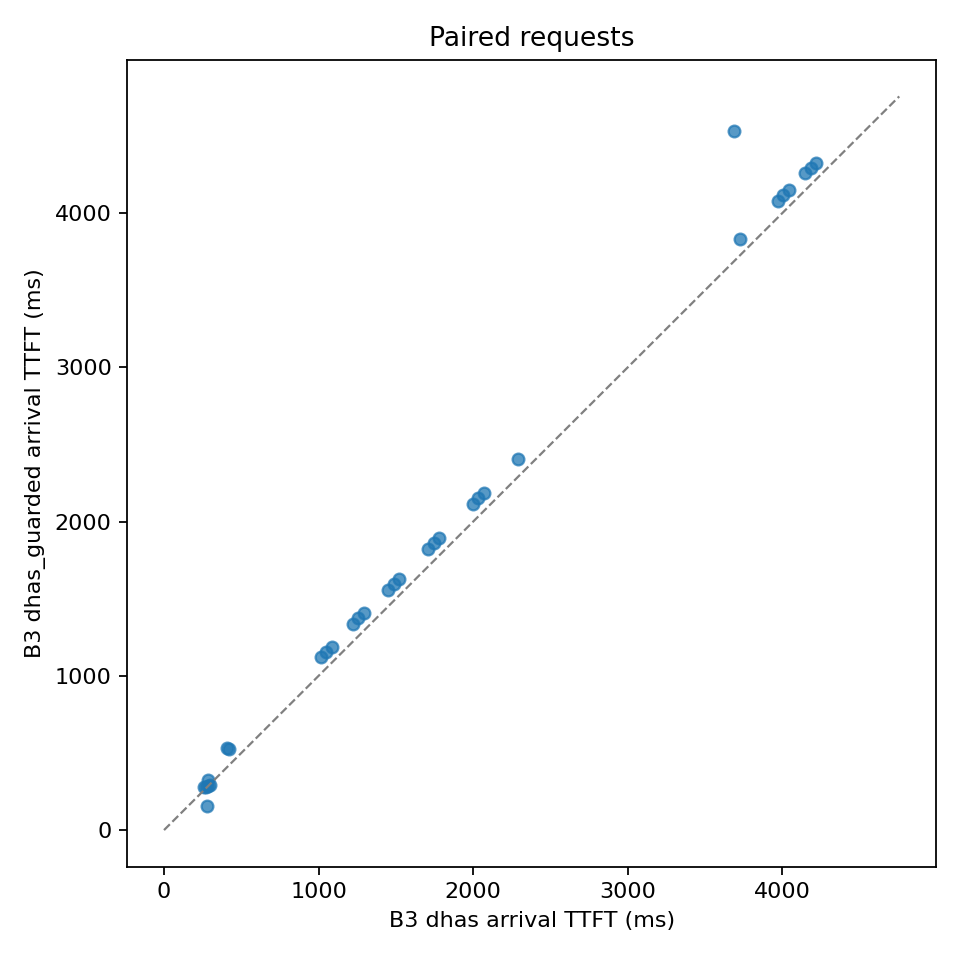 Paired requests
B3 dhas_guarded arrival TTFT (ms)
4000
3000
2000
1000
0
0 1000 2000 3000 4000
B3 dhas arrival TTFT (ms)